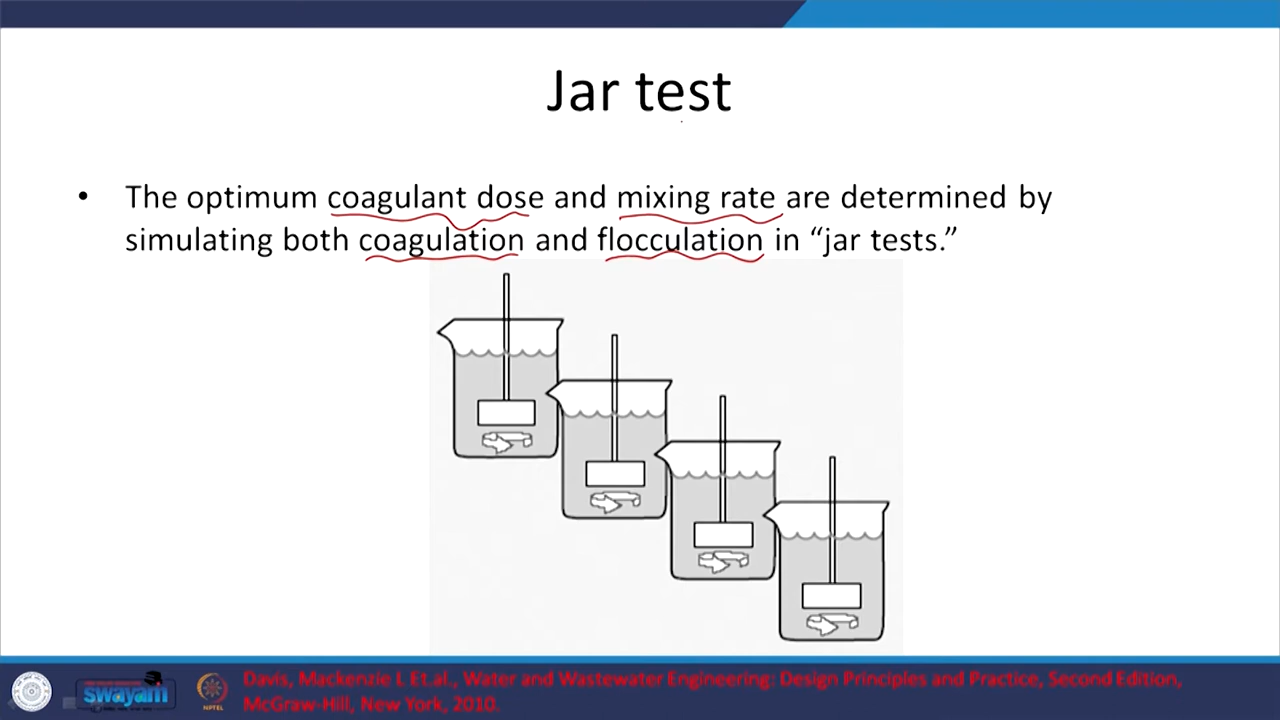 Jar test
• The optimum coagulant dose and mixing rate are determined by
simulating both coagulation and flocculation in “jar tests.”
swayam
NPTEL
Davis, Mackenzie L Et.al., Water and Wastewater Engineering: Design Principles and Practice, Second Edition,
McGraw-Hill, New York, 2010.